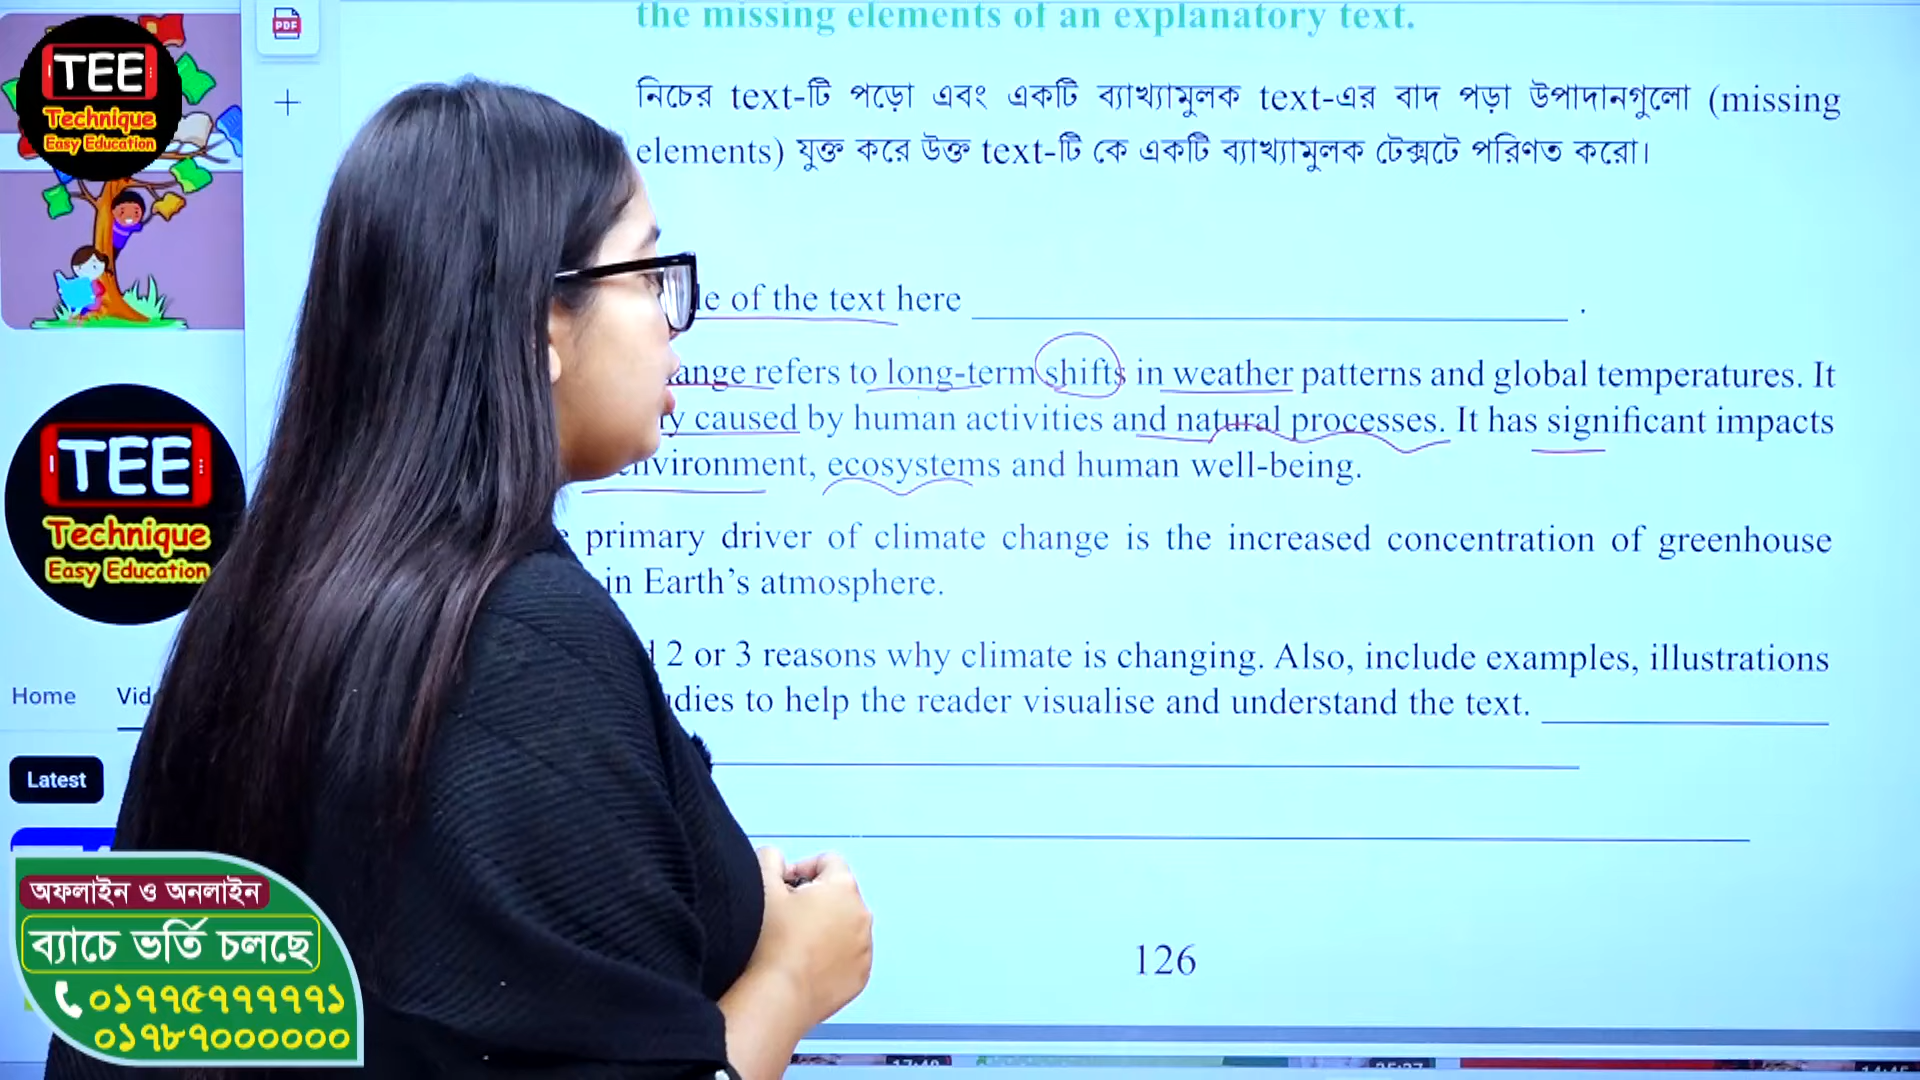 the missing elements of an explanatory text.
নিচের text-টি পড়ো এবং একটি ব্যাখ্যামুলক text-এর বাদ পড়া উপাদানগুলো (missing
elements) যুক্ত করে উক্ত text-টি কে একটি ব্যাখ্যামুলক টেক্সটে পরিণত করো।
of the text here
refers to long-term shifts in weather patterns and global temperatures. It
caused by human activities and natural processes. It has significant impacts
environment, ecosystems and human well-being.
primary driver of climate change is the increased concentration of greenhouse
in Earth's atmosphere.
2 or 3 reasons why climate is changing. Also, include examples, illustrations
to help the reader visualise and understand the text.
126
TEE
Technique
Easy Education
TEE
Technique
Easy Education
PDF
Home
Latest
অফলাইন ও অনলাইন
ব্যাচে ভর্তি চলছে
০১৭৭৫৭৭৭৭৭১
০১৭৮৭০০০০০০